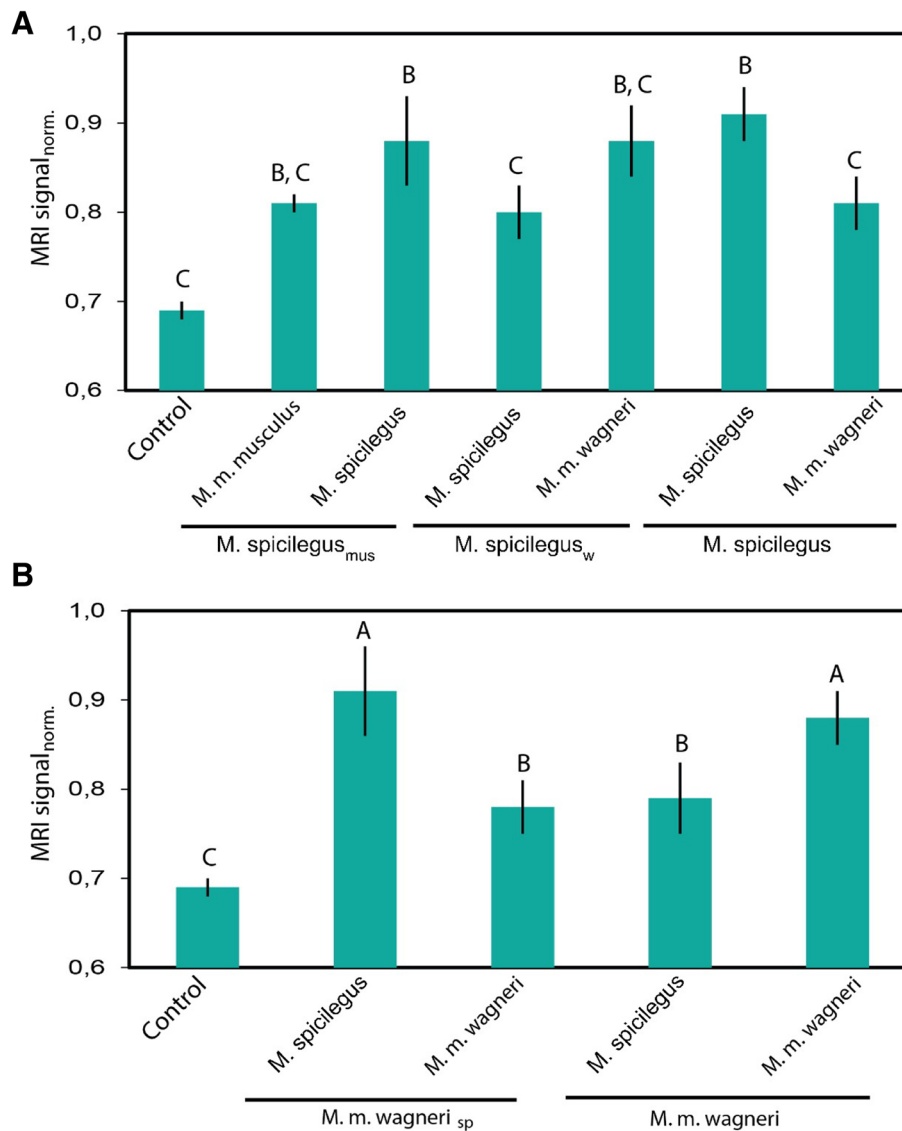 A
MRI signalnorm.
1,0
0,9
0,8
0,7
0,6
C
B, C
B
C
B, C
B
C
Control
M. m. musculus
M. spicilegus
M. spicilegus
M. m. wagneri
M. spicilegus
M. m. wagneri
M. spicilegusmus
M. spicilegusw
M. spicilegus
B
MRI signalnorm.
1,0
0,9
0,8
0,7
0,6
C
A
B
B
A
Control
M. spicilegus
M. m. wagneri
M. spicilegus
M. m. wagneri
M. m. wagneri sp
M. m. wagneri